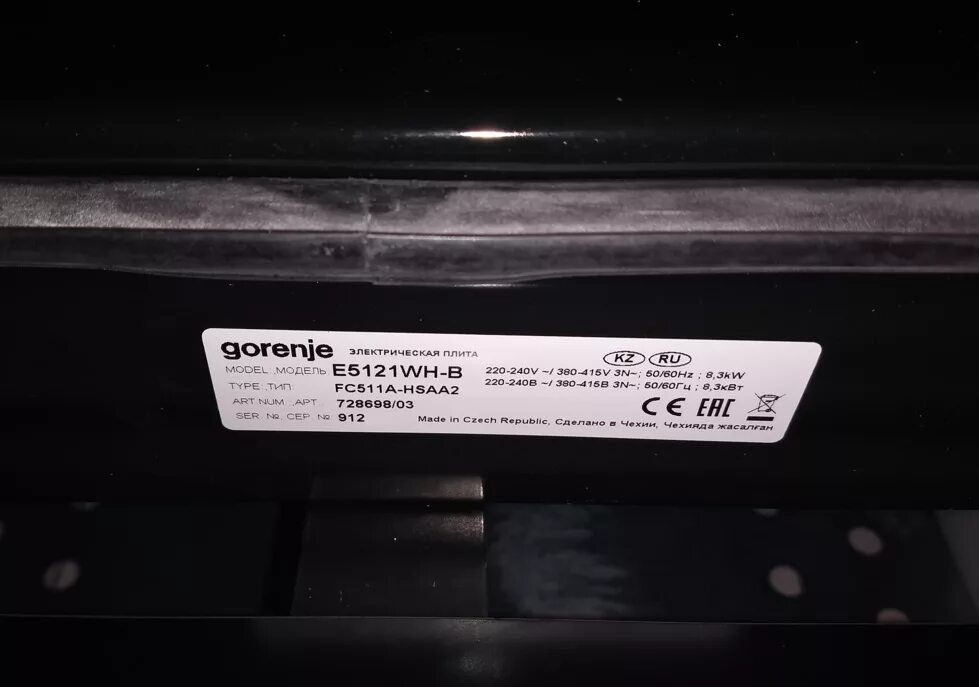 gorenje ЭЛЕКТРИЧЕСКАЯ ПЛИТА KZ RU
MODEL.,МОДЕЛЬ E5121WH-B 220-240V ~/ 380-415V 3N~; 50/60Hz ; 8,3kW
TYPE.,ТИП: FC511A-HSAA2 220-240В ~/ 380-415В 3N~; 50/60Гц ; 8,3кВт
ART.NUM .,АРТ.: 728698/03 CE EAC
SER. №, СЕР. № 912 Made in Czech Republic, Сделано в Чехии, Чехияда жасалған